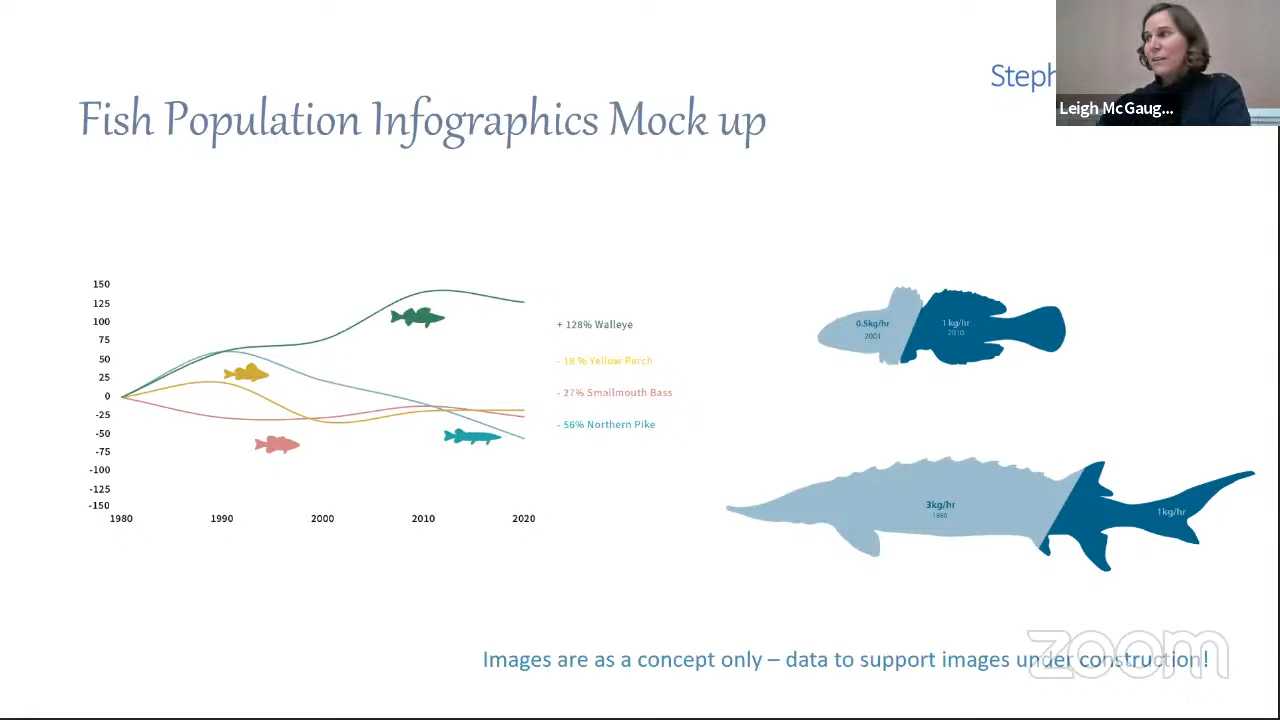 Steph
Leigh McGaug...
Fish Population Infographics Mock up
150
125
100
75
50
25
0
-25
-50
-75
-100
-125
-150
1980 1990 2000 2010 2020
+ 128% Walleye
- 18 % Yellow Perch
- 27% Smallmouth Bass
- 56% Northern Pike
0.5kg/hr
2001
1 kg/hr
2010
3kg/hr
1kg/hr
Images are as a concept only – data to support images under construction!
zoom